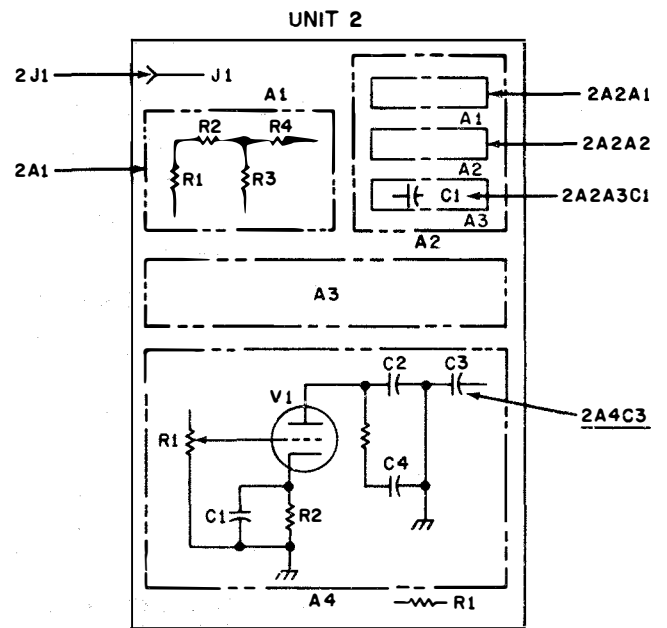 UNIT 2
2J1
J1
A1
R2
R4
R1
R3
2A1
A1
2A2A1
A2
2A2A2
C1
A3
2A2A3C1
A2
A3
C2
C3
V1
2A4C3
R1
C4
C1
R2
A4
R1